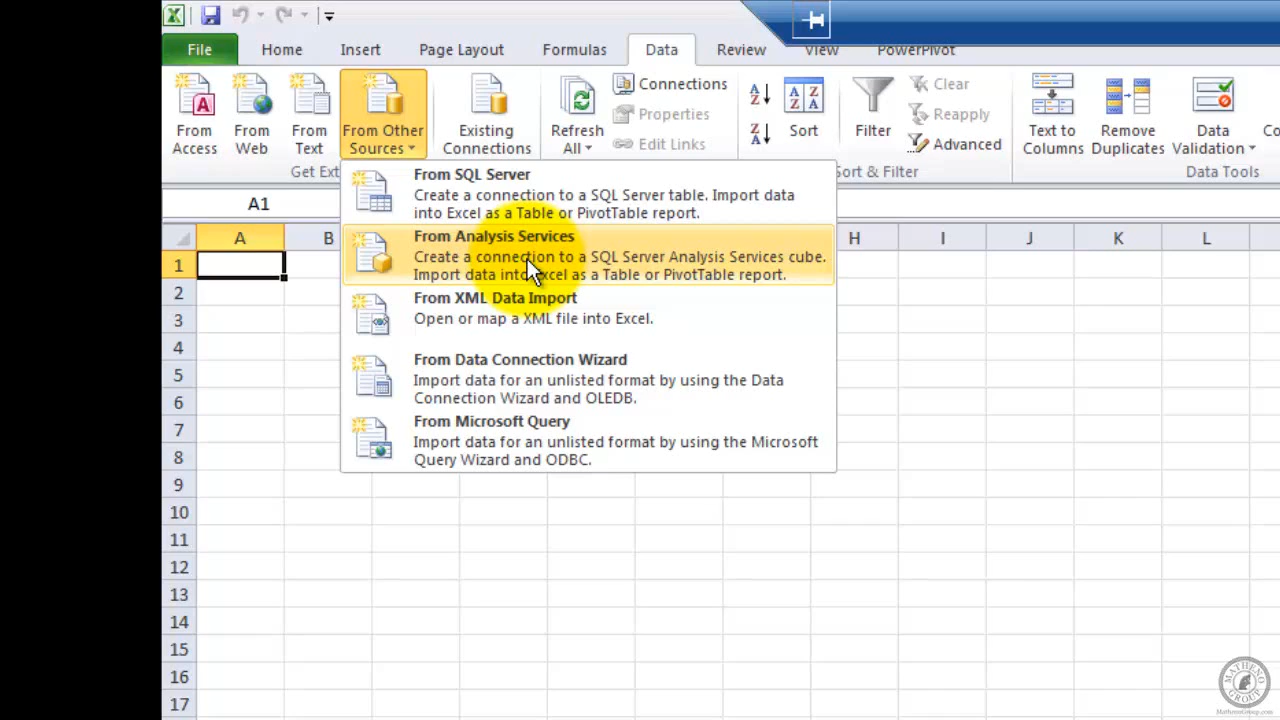 File Home Insert Page Layout Formulas Data Review View PowerPivot
From Access
From Web
From Text
From Other Sources
Existing Connections
Refresh All
Connections
Properties
Edit Links
A Z
Z A
Z A A Z
Sort
Filter
Clear
Reapply
Advanced
Text to Columns
Remove Duplicates
Data Validation
Co
Get Ext
Sort & Filter
Data Tools
From SQL Server
Create a connection to a SQL Server table. Import data
into Excel as a Table or PivotTable report.
From Analysis Services
Create a connection to a SQL Server Analysis Services cube.
Import data into Excel as a Table or PivotTable report.
From XML Data Import
Open or map a XML file into Excel.
From Data Connection Wizard
Import data for an unlisted format by using the Data
Connection Wizard and OLEDB.
From Microsoft Query
Import data for an unlisted format by using the Microsoft
Query Wizard and ODBC.
A1
A B H I J K L
1
2
3
4
5
6
7
8
9
10
11
12
13
14
15
16
17
MATHENO GROUP
MathenoGroup.com